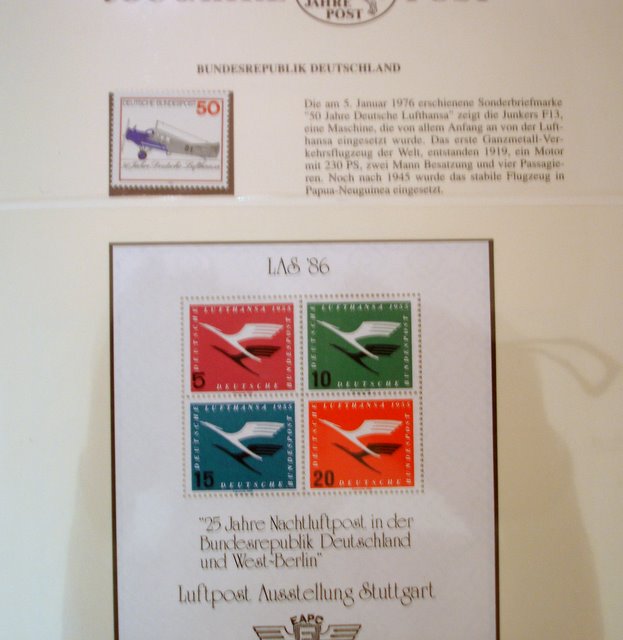 JAHRE
POST
POST
BUNDESREPUBLIK DEUTSCHLAND
DEUTSCHE BUNDESPOST 50
50 Jahre Deutsche Lufthansa
Die am 5. Januar 1976 erschienene Sonderbriefmarke
"50 Jahre Deutsche Lufthansa" zeigt die Junkers F13,
eine Maschine, die von allem Anfang an von der Luft-
hansa eingesetzt wurde. Das erste Ganzmetall-Ver-
kehrsflugzeug der Welt, entstanden 1919, ein Motor
mit 230 PS, zwei Mann Besatzung und vier Passagie-
ren. Noch nach 1945 wurde das stabile Flugzeug in
Papua-Neuguinea eingesetzt.
LAS '86
LUFTHANSA 1955
DEUTSCHE BUNDESPOST
5
LUFTHANSA 1955
DEUTSCHE BUNDESPOST
10
LUFTHANSA 1955
DEUTSCHE BUNDESPOST
15
LUFTHANSA 1955
DEUTSCHE BUNDESPOST
20
"25 Jahre Nachtluftpost in der
Bundesrepublik Deutschland
und West-Berlin"
Luftpost Ausstellung Stuttgart
EAPC